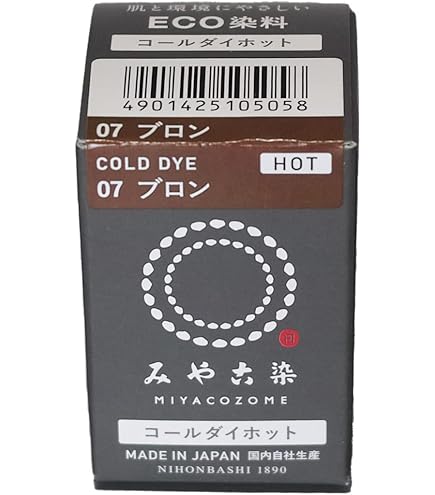 肌と環境にやさしい
ECO染料
コールダイホット
4901425105058
07 ブロン
COLD DYE HOT
07 ブロン
みや古染
MIYACOZOME
コールダイホット
MADE IN JAPAN 国内自社生産
NIHONBASHI 1890